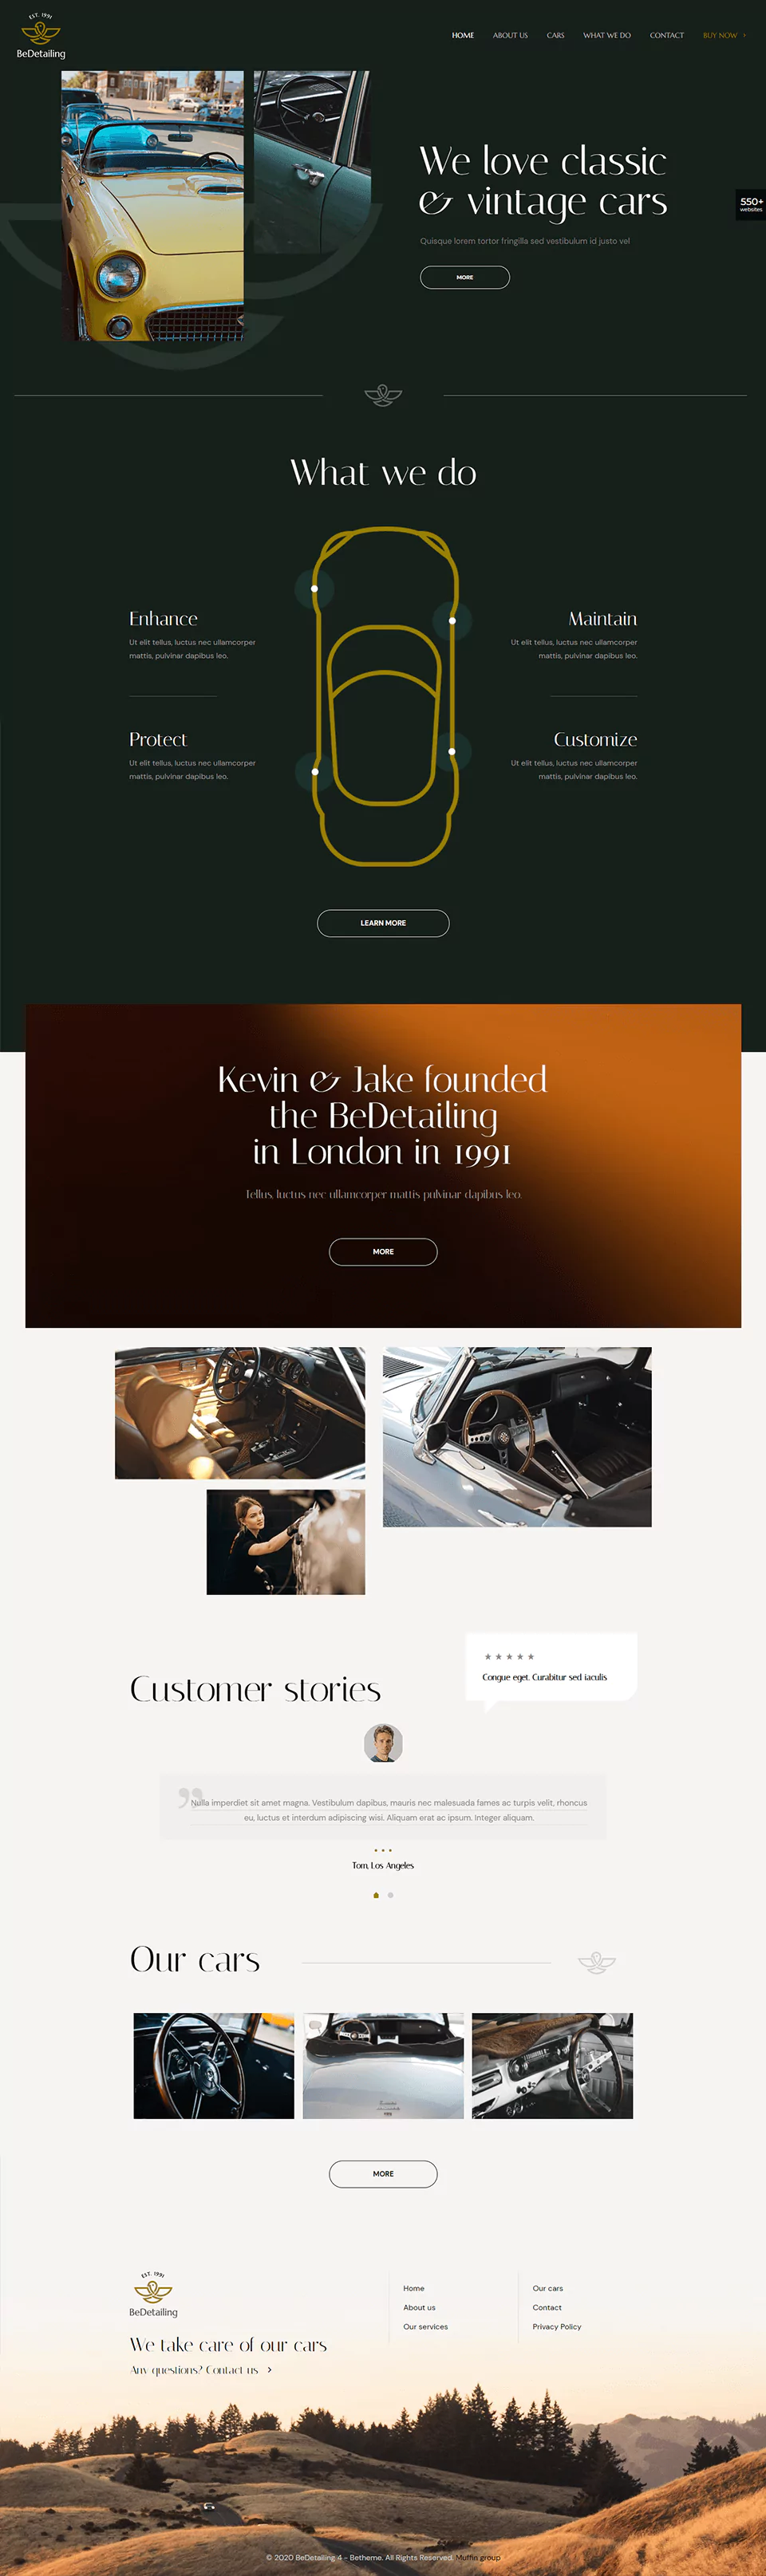 EST. 1991
BeDetailing
HOME ABOUT US CARS WHAT WE DO CONTACT BUY NOW
We love classic
& vintage cars
550+
websites
Quisque lorem tortor fringilla sed vestibulum id justo vel
MORE
What we do
Enhance
Ut elit tellus, luctus nec ullamcorper
mattis, pulvinar dapibus leo.
Maintain
Ut elit tellus, luctus nec ullamcorper
mattis, pulvinar dapibus leo.
Protect
Ut elit tellus, luctus nec ullamcorper
mattis, pulvinar dapibus leo.
Customize
Ut elit tellus, luctus nec ullamcorper
mattis, pulvinar dapibus leo.
LEARN MORE
Kevin & Jake founded
the BeDetailing
in London in 1991
Tellus, luctus nec ullamcorper mattis pulvinar dapibus leo.
MORE
Customer stories
Congue eget. Curabitur sed iaculis
Nulla imperdiet sit amet magna. Vestibulum dapibus, mauris nec malesuada fames ac turpis velit, rhoncus
eu, luctus et interdum adipiscing wisi. Aliquam erat ac ipsum. Integer aliquam.
Tom, Los Angeles
Our cars
MORE
EST. 1991
BeDetailing
We take care of our cars
Any questions? Contact us
Home
About us
Our services
Our cars
Contact
Privacy Policy
© 2020 BeDetailing 4 - Betheme. All Rights Reserved. Muffin group